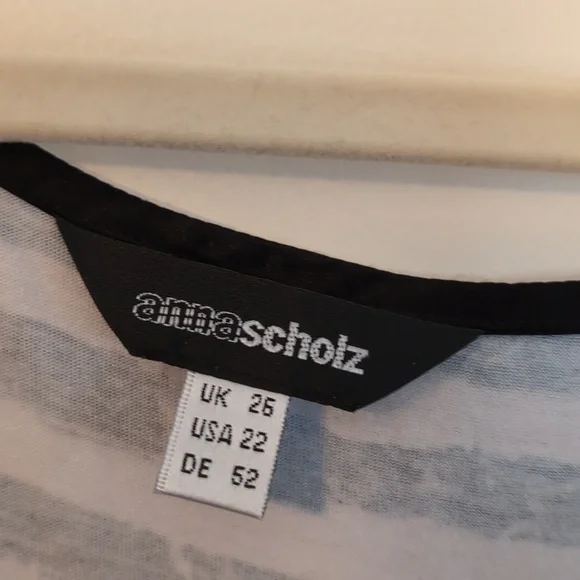 annascholz
UK 26
USA 22
DE 52